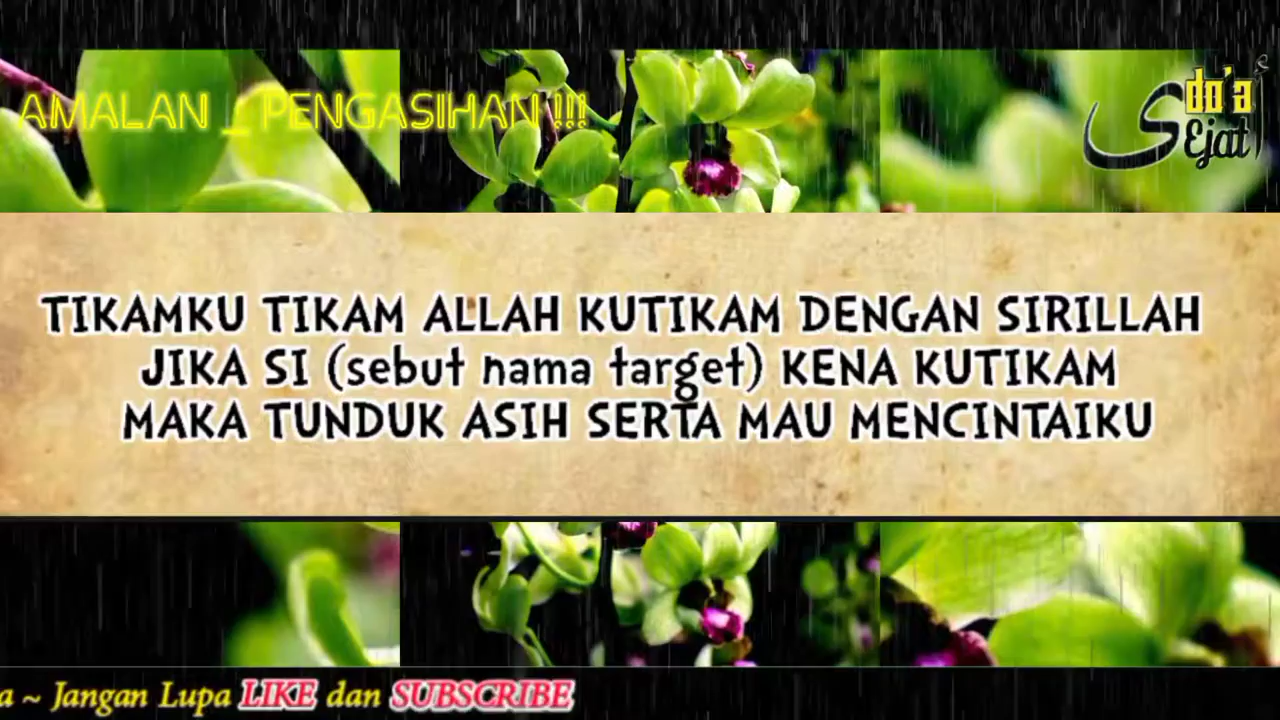 AMALAN _ PENGASIHAN !!!
do'a
Ejati
TIKAMKU TIKAM ALLAH KUTIKAM DENGAN SIRILLAH
JIKA SI (sebut nama target) KENA KUTIKAM
MAKA TUNDUK ASIH SERTA MAU MENCINTAIKU
a ~ Jangan Lupa LIKE dan SUBSCRIBE